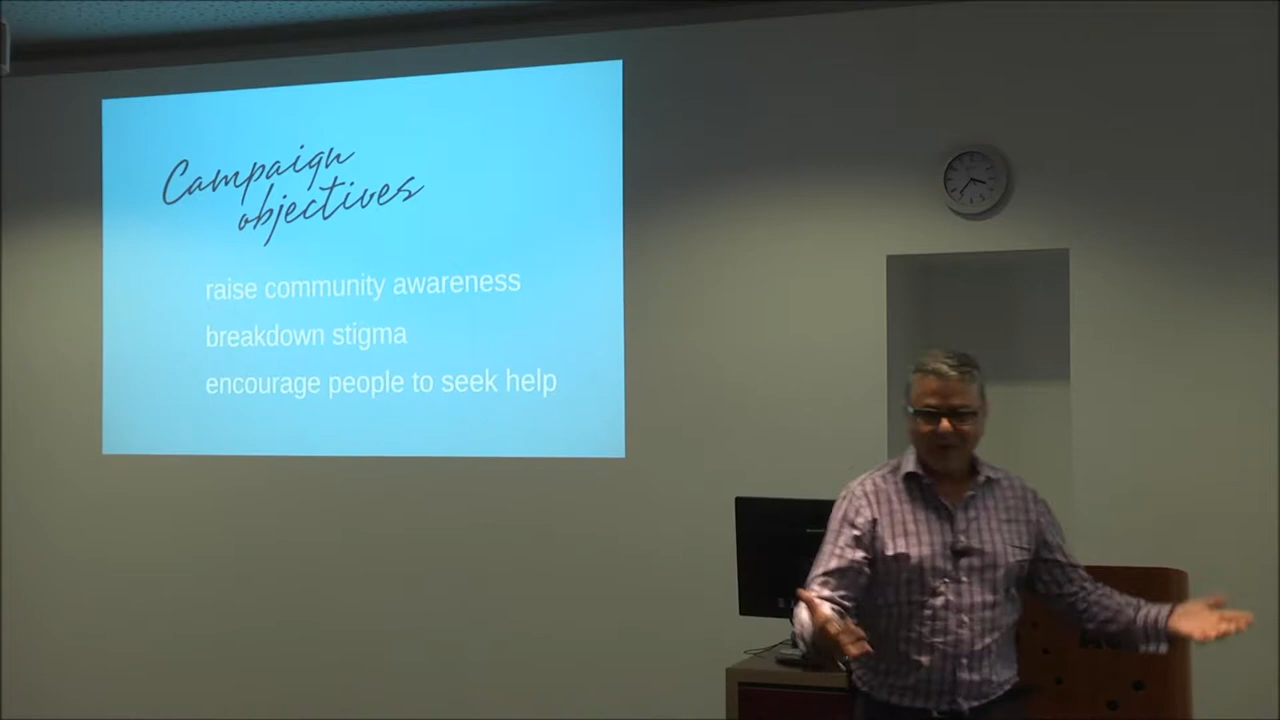 Campaign
objectives
raise community awareness
breakdown stigma
encourage people to seek help